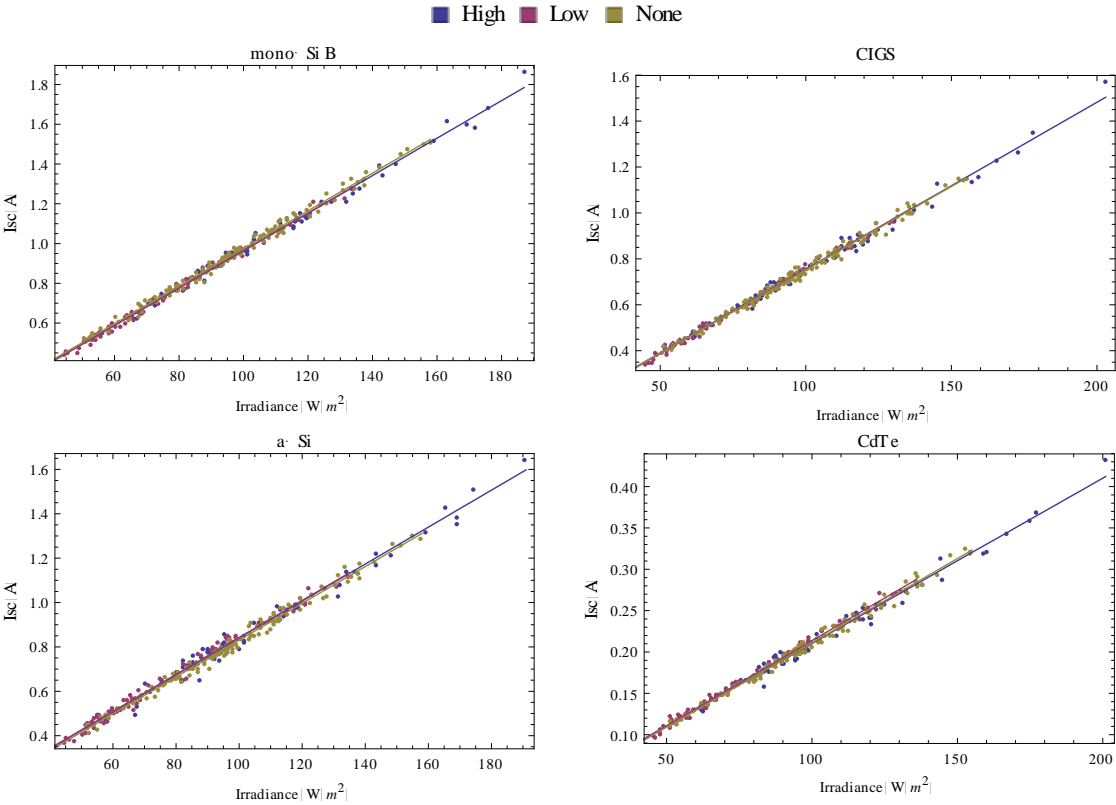 High Low None
mono- Si B
1.8
1.6
1.4
1.2
1.0
0.8
0.6
Isc|A|
60 80 100 120 140 160 180
Irradiance|W|m²|
CIGS
1.6
1.4
1.2
1.0
0.8
0.6
0.4
Isc|A|
50 100 150 200
Irradiance|W|m²|
a- Si
1.6
1.4
1.2
1.0
0.8
0.6
0.4
Isc|A|
60 80 100 120 140 160 180
Irradiance|W|m²|
CdTe
0.40
0.35
0.30
0.25
0.20
0.15
0.10
Isc|A|
50 100 150 200
Irradiance|W|m²|